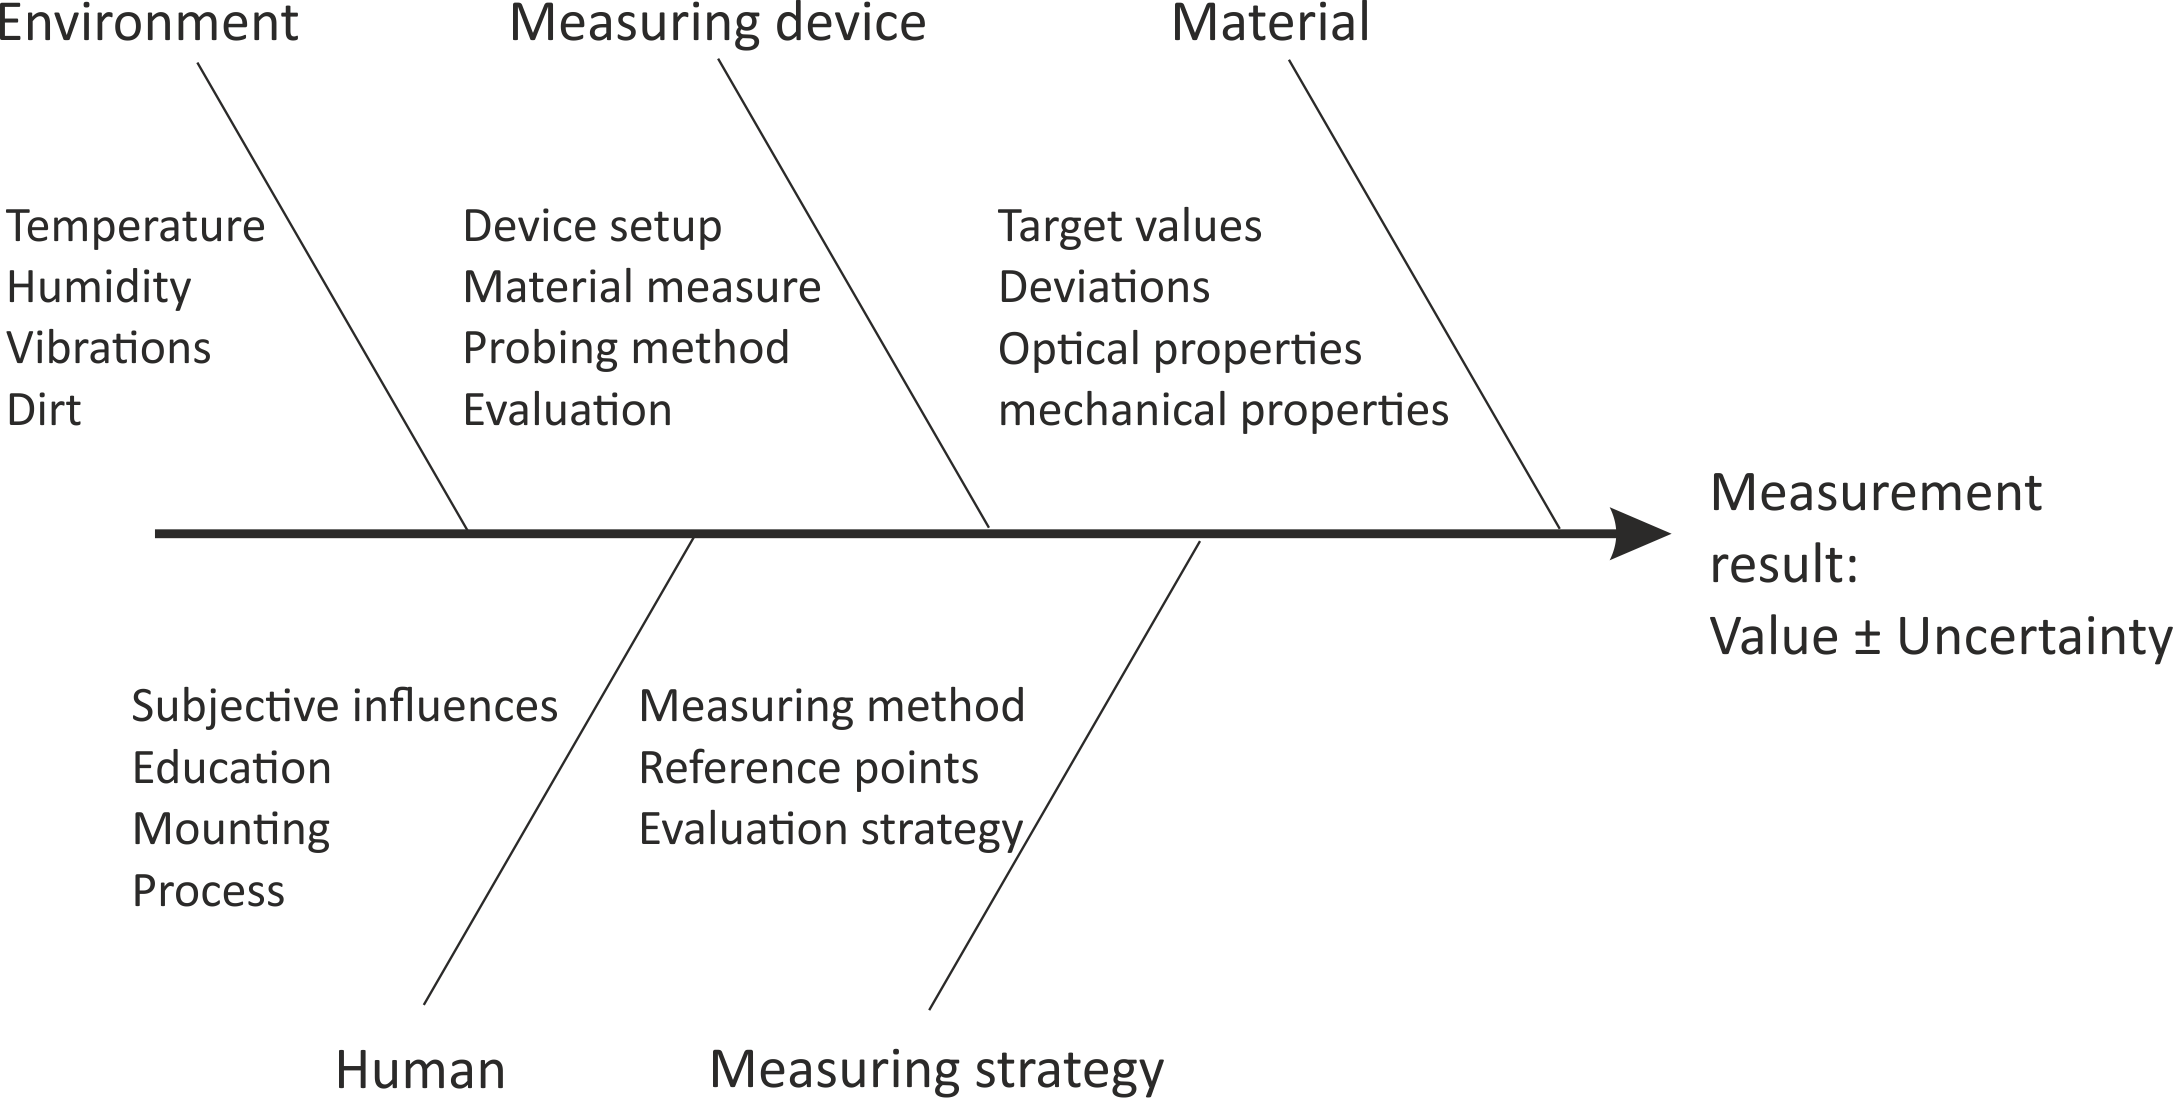 Environment
Measuring device
Material
Temperature
Humidity
Vibrations
Dirt
Device setup
Material measure
Probing method
Evaluation
Target values
Deviations
Optical properties
mechanical properties
Measurement
result:
Value ± Uncertainty
Subjective influences
Education
Mounting
Process
Measuring method
Reference points
Evaluation strategy
Human
Measuring strategy